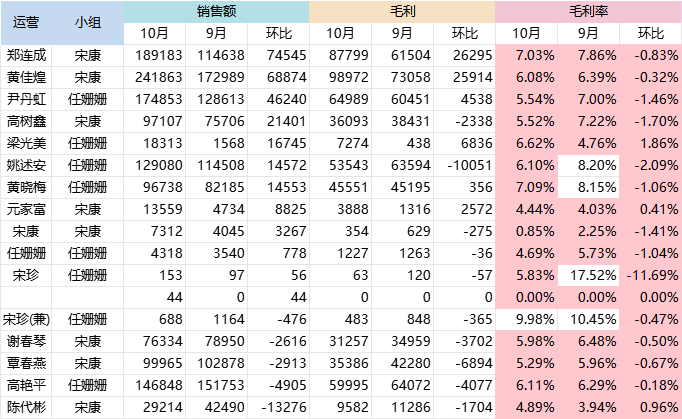 运营 小组 销售额 毛利 毛利率
10月 9月 环比 10月 9月 环比 10月 9月 环比
郑连成 宋康 189183 114638 74545 87799 61504 26295 7.03% 7.86% -0.83%
黄佳煌 宋康 241863 172989 68874 98972 73058 25914 6.08% 6.39% -0.32%
尹丹虹 任姗姗 174853 128613 46240 64989 60451 4538 5.54% 7.00% -1.46%
高树鑫 宋康 97107 75706 21401 36093 38431 -2338 5.52% 7.22% -1.70%
梁光美 任姗姗 18313 1568 16745 7274 438 6836 6.62% 4.76% 1.86%
姚述安 任姗姗 129080 114508 14572 53543 63594 -10051 6.10% 8.20% -2.09%
黄晓梅 任姗姗 96738 82185 14553 45551 45195 356 7.09% 8.15% -1.06%
元家富 宋康 13559 4734 8825 3888 1316 2572 4.44% 4.03% 0.41%
宋康 宋康 7312 4045 3267 354 629 -275 0.85% 2.25% -1.41%
任姗姗 任姗姗 4318 3540 778 1227 1263 -36 4.69% 5.73% -1.04%
宋珍 任姗姗 153 97 56 63 120 -57 5.83% 17.52% -11.69%
44 0 44 0 0 0 0.00% 0.00% 0.00%
宋珍(兼) 任姗姗 688 1164 -476 483 848 -365 9.98% 10.45% -0.47%
谢春琴 宋康 76334 78950 -2616 31257 34959 -3702 5.98% 6.48% -0.50%
覃春燕 宋康 99965 102878 -2913 35386 42280 -6894 5.29% 5.96% -0.67%
高艳平 任姗姗 146848 151753 -4905 59995 64072 -4077 6.11% 6.29% -0.18%
陈代彬 宋康 29214 42490 -13276 9582 11286 -1704 4.89% 3.94% 0.96%